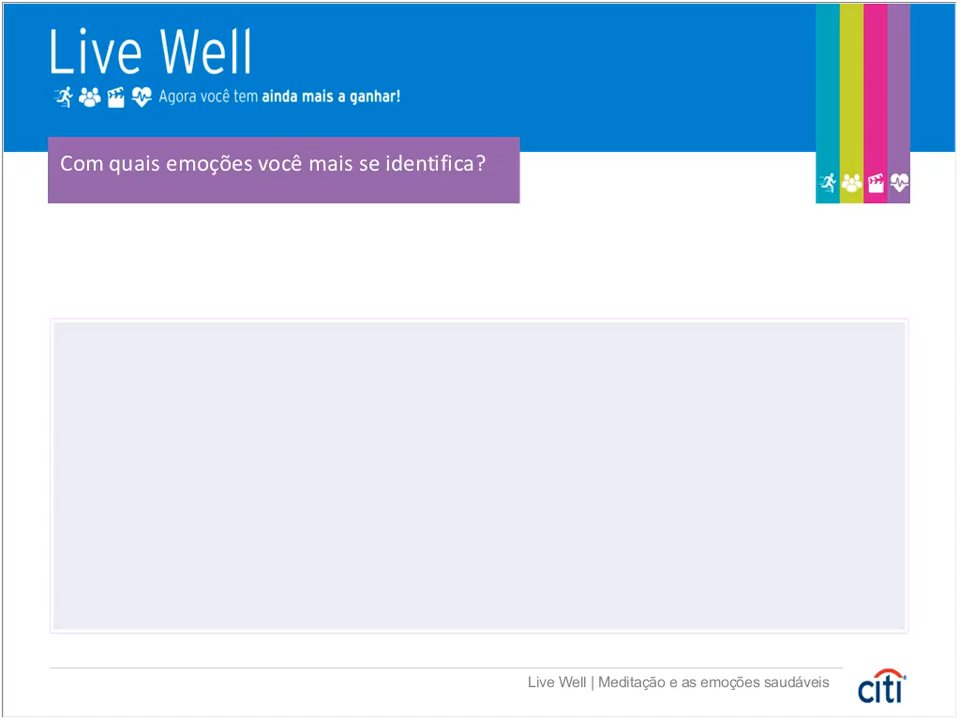 Live Well
Agora você tem ainda mais a ganhar!
Com quais emoções você mais se identifica?
Live Well | Meditação e as emoções saudáveis
citi